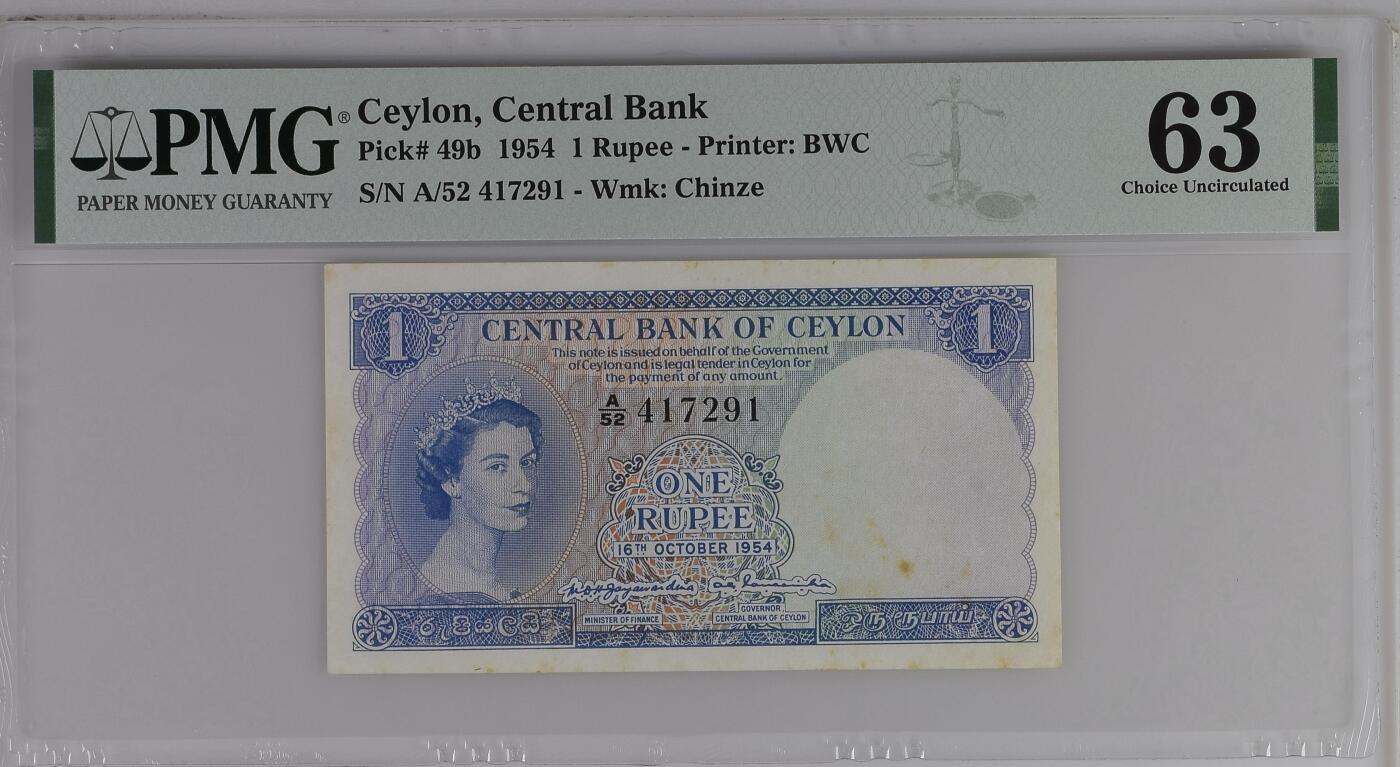 PMG®
PAPER MONEY GUARANTY
Ceylon, Central Bank
Pick# 49b 1954 1 Rupee - Printer: BWC
S/N A/52 417291 - Wmk: Chinze
63
Choice Uncirculated
1
1
CENTRAL BANK OF CEYLON
This note is issued on behalf of the Government
of Ceylon and is legal tender in Ceylon for
the payment of any amount.
A/52 417291
ONE
RUPEE
16TH OCTOBER 1954
MINISTER OF FINANCE
GOVERNOR
CENTRAL BANK OF CEYLON
රුපියලයි
ஒரு ரூபாய்